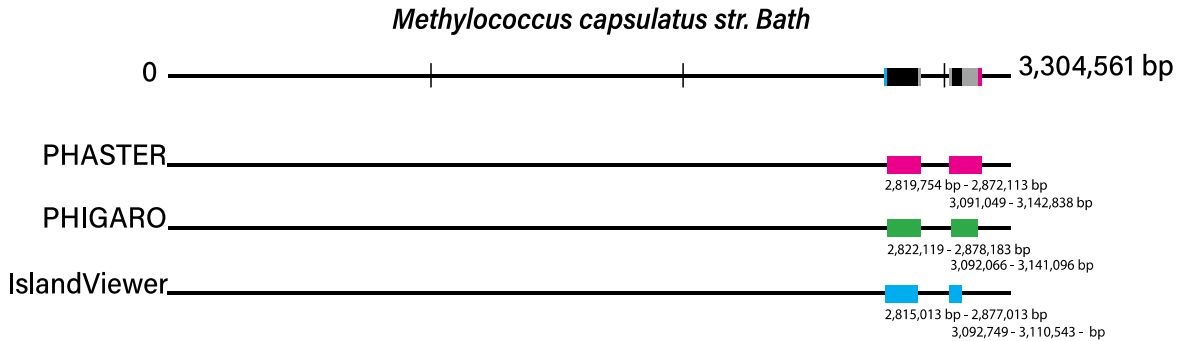 Methylococcus capsulatus str. Bath
0
3,304,561 bp
PHASTER
2,819,754 bp - 2,872,113 bp
3,091,049 - 3,142,838 bp
PHIGARO
2,822,119 - 2,878,183 bp
3,092,066 - 3,141,096 bp
IslandViewer
2,815,013 bp - 2,877,013 bp
3,092,749 - 3,110,543 - bp